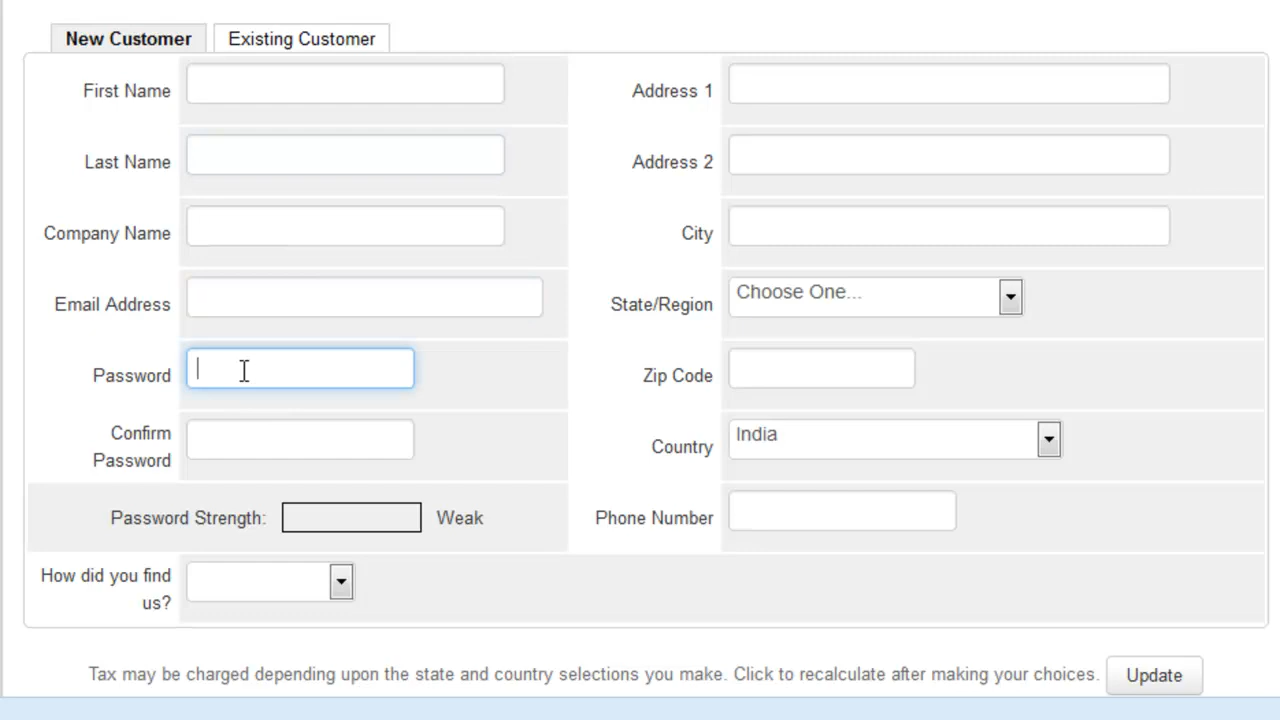 New Customer
Existing Customer
First Name
Address 1
Last Name
Address 2
Company Name
City
Email Address
State/Region
Choose One...
Password
Zip Code
Confirm
Password
Country
India
Password Strength:
Weak
Phone Number
How did you find
us?
Tax may be charged depending upon the state and country selections you make. Click to recalculate after making your choices.
Update